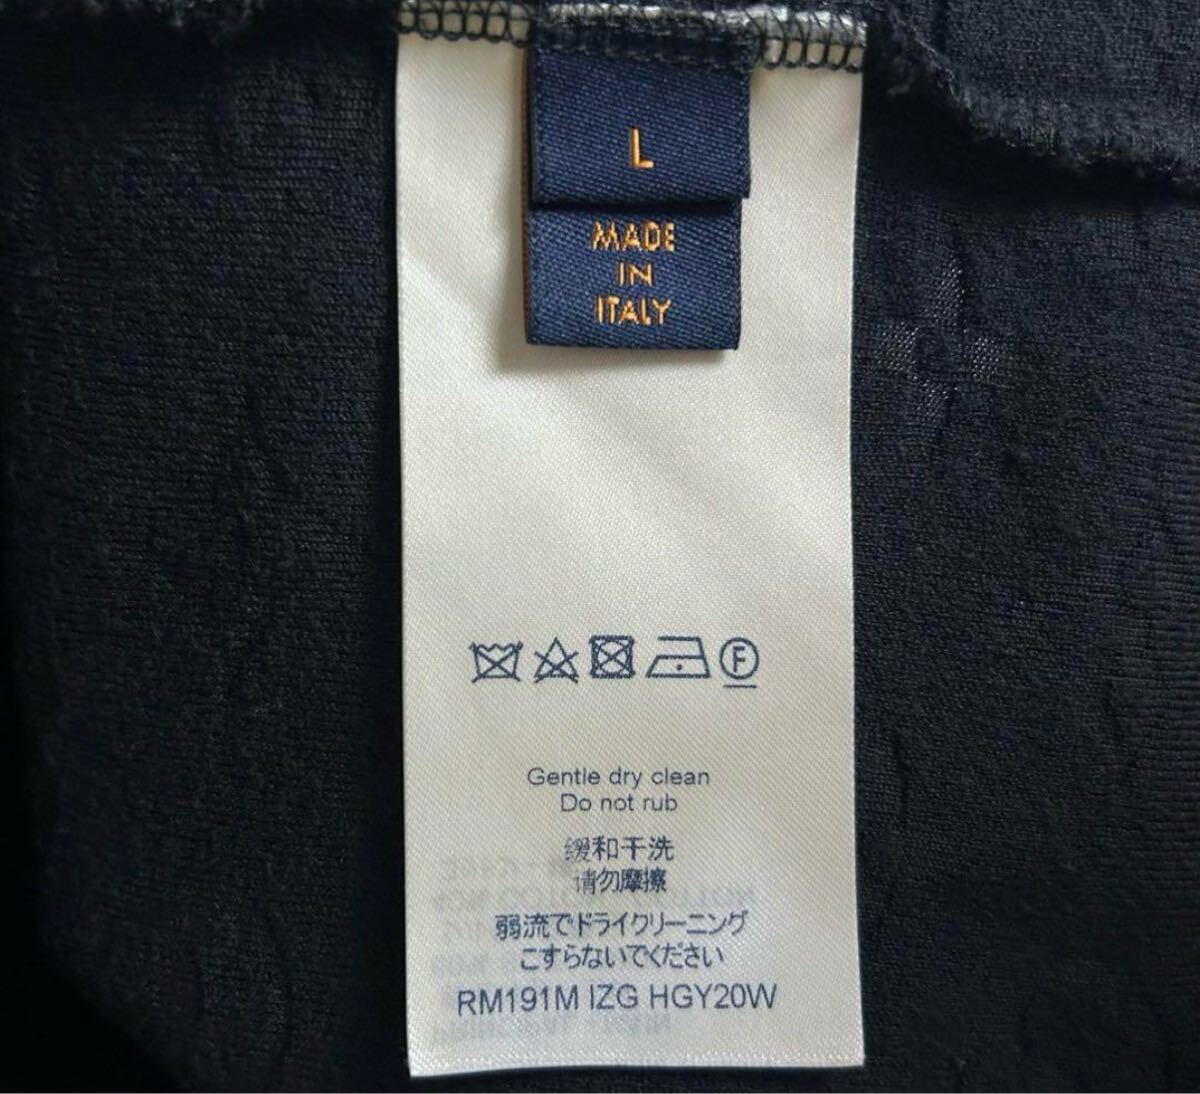 L
MADE
IN
ITALY
F
Gentle dry clean
Do not rub
缓和干洗
请勿摩擦
弱流でドライクリーニング
こすらないでください
RM191M IZG HGY20W